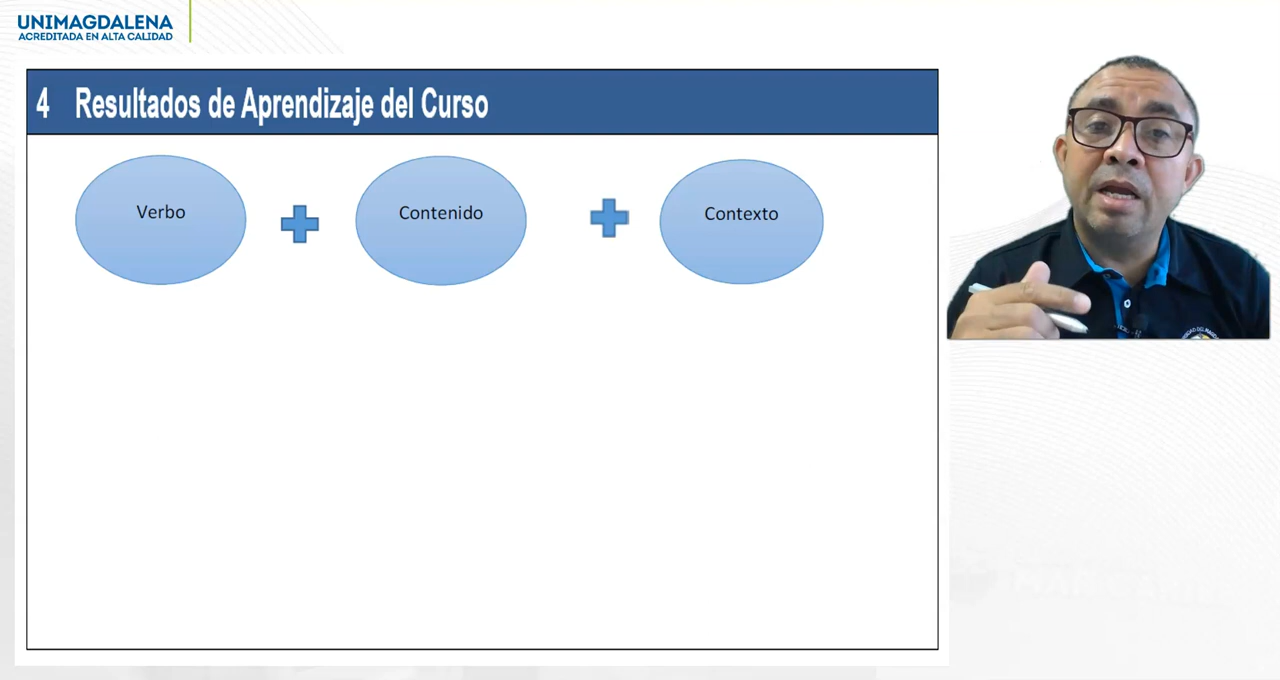 UNIMAGDALENA
ACREDITADA EN ALTA CALIDAD
4 Resultados de Aprendizaje del Curso
Verbo
Contenido
Contexto